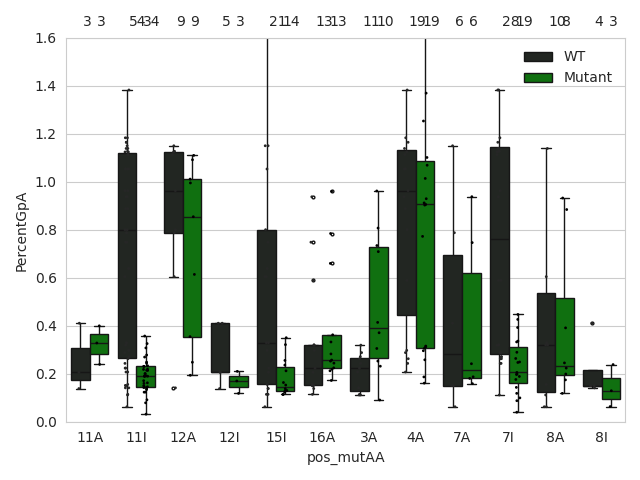 3 3 54 34 9 9 5 3 21 14 13 13 11 10 19 19 6 6 28 19 10 8 4 3
1.6
WT
Mutant
1.4
1.2
1.0
0.8
0.6
0.4
0.2
0.0
PercentGpA
11A 11I 12A 12I 15I 16A 3A 4A 7A 7I 8A 8I
pos_mutAA